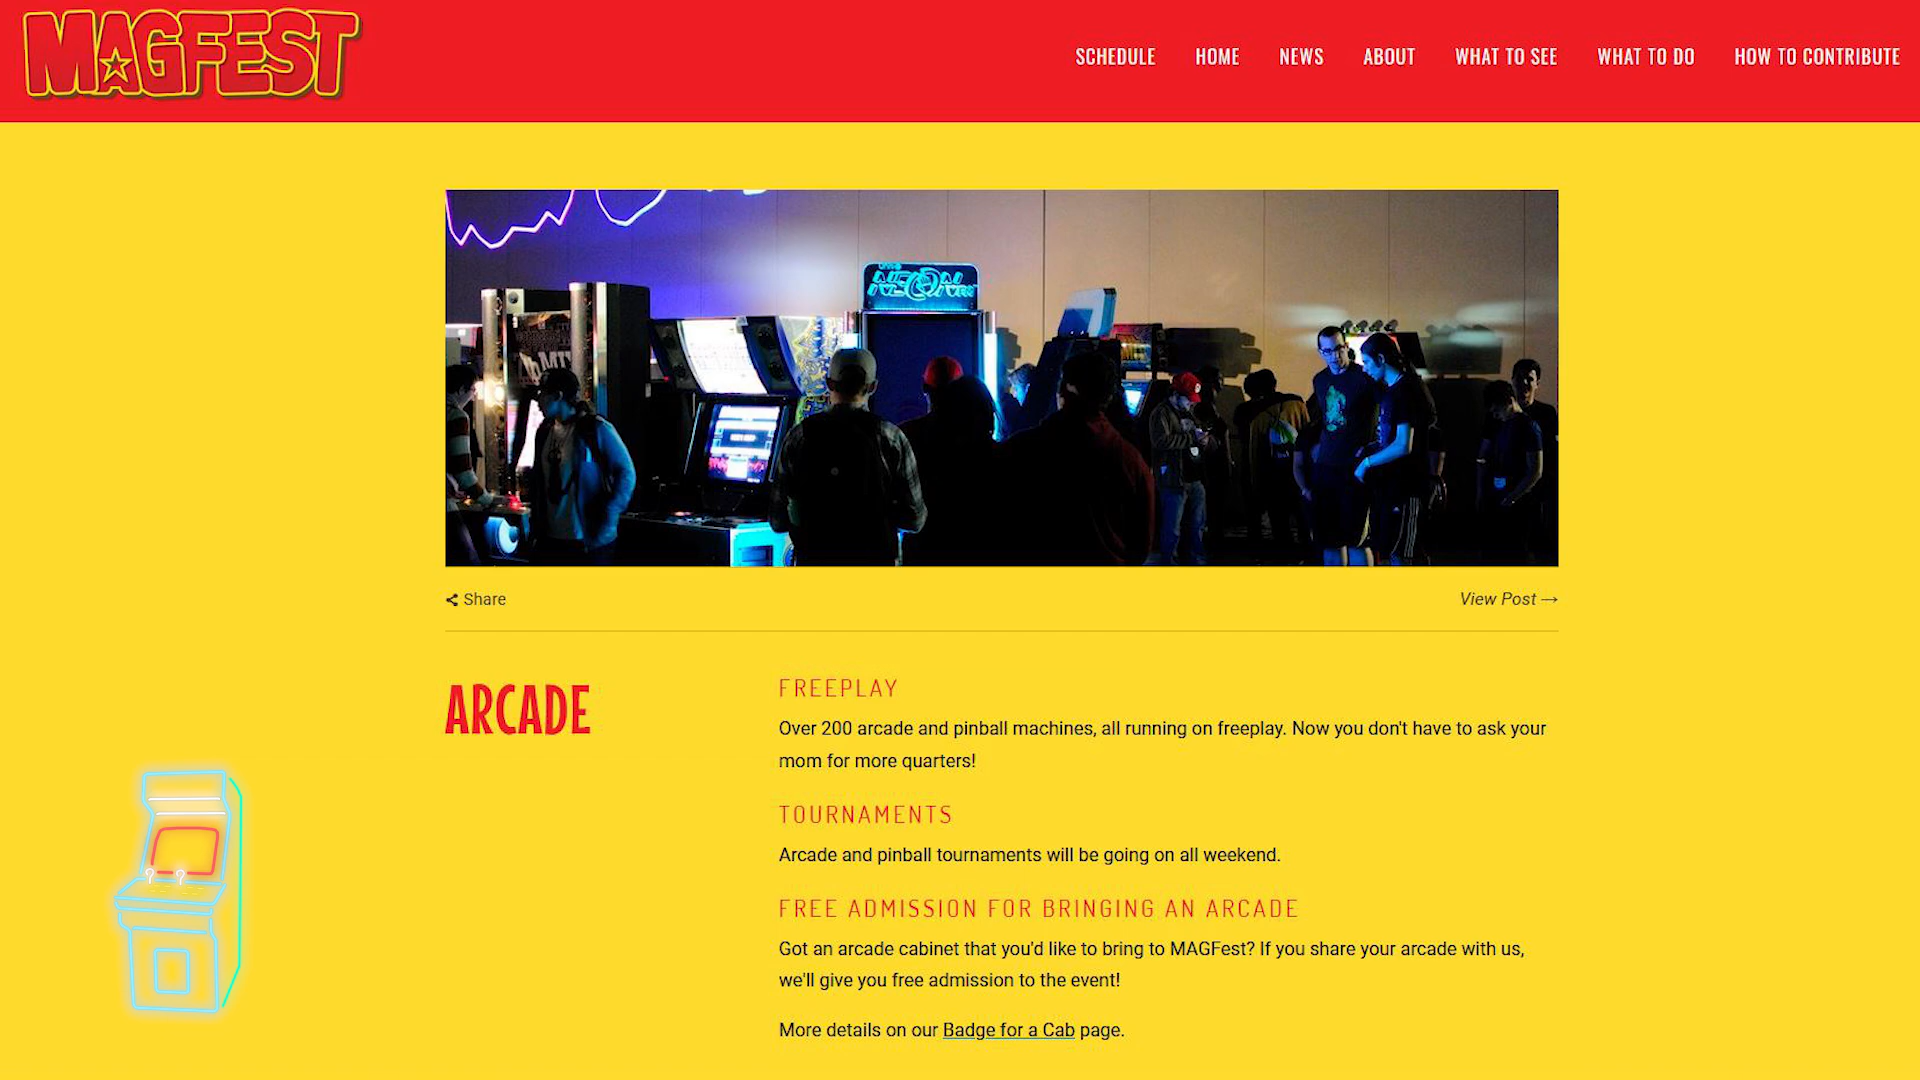 MAGFEST
SCHEDULE HOME NEWS ABOUT WHAT TO SEE WHAT TO DO HOW TO CONTRIBUTE
Share
View Post →
ARCADE
FREEPLAY
Over 200 arcade and pinball machines, all running on freeplay. Now you don't have to ask your
mom for more quarters!
TOURNAMENTS
Arcade and pinball tournaments will be going on all weekend.
FREE ADMISSION FOR BRINGING AN ARCADE
Got an arcade cabinet that you'd like to bring to MAGFest? If you share your arcade with us,
we'll give you free admission to the event!
More details on our Badge for a Cab page.